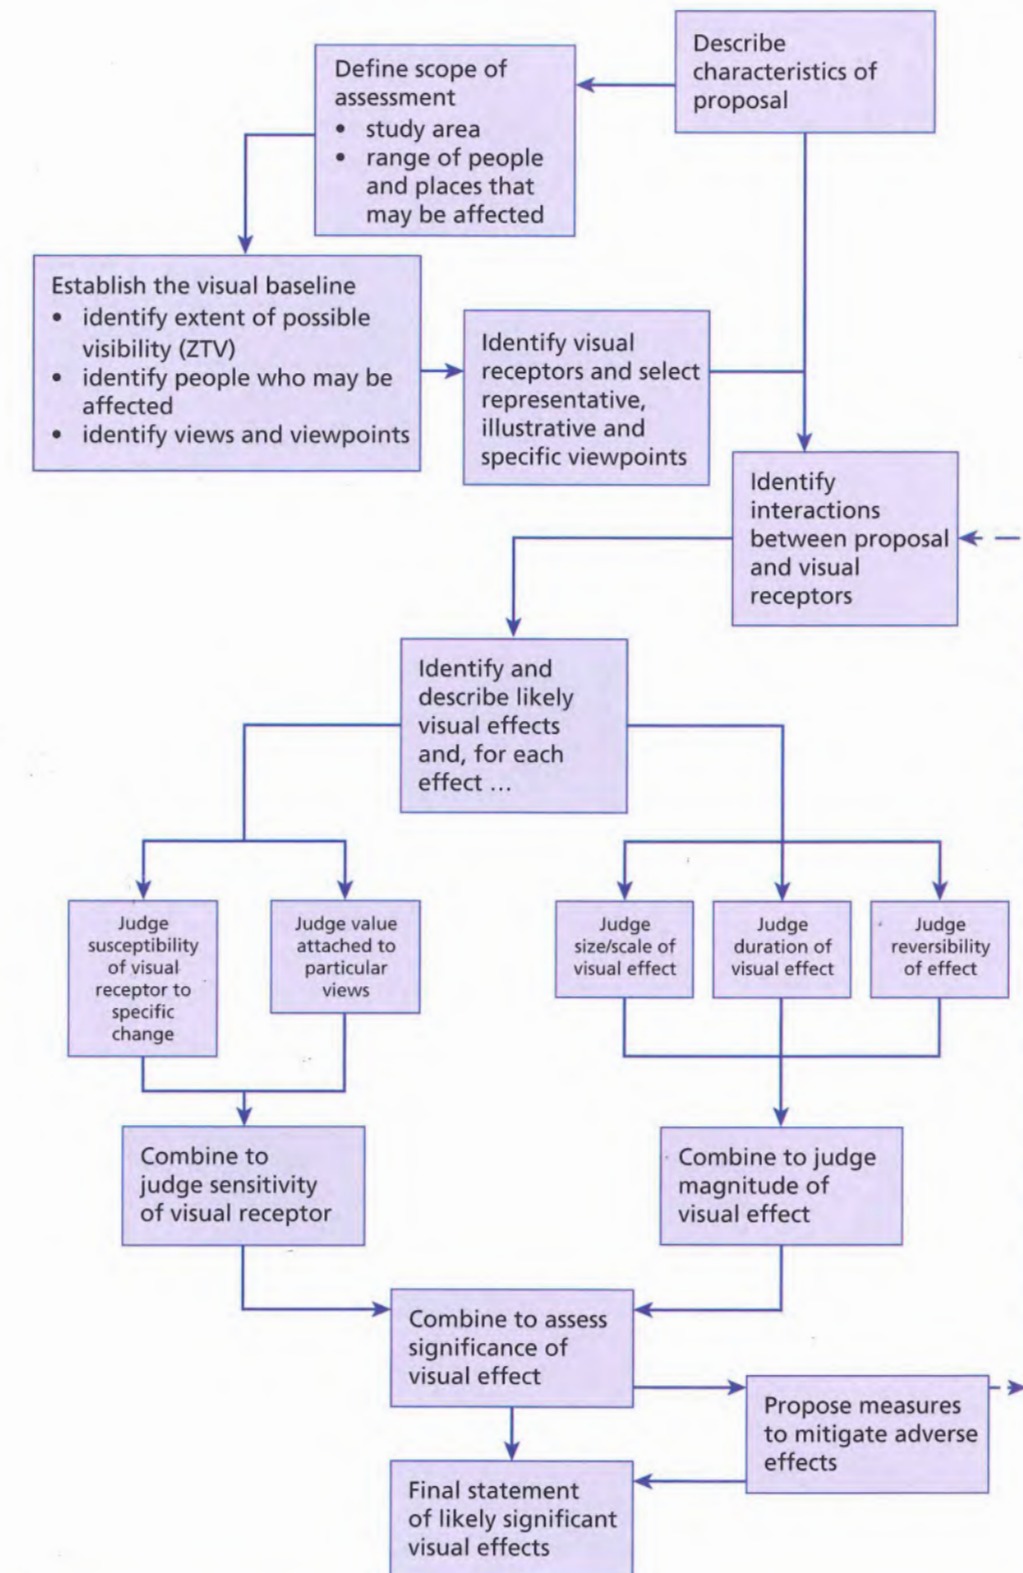 Describe
characteristics of
proposal
Define scope of
assessment
• study area
• range of people
and places that
may be affected
Establish the visual baseline
• identify extent of possible
visibility (ZTV)
• identify people who may be
affected
• identify views and viewpoints
Identify visual
receptors and select
representative,
illustrative and
specific viewpoints
Identify
interactions
between proposal
and visual
receptors
Identify and
describe likely
visual effects
and, for each
effect ...
Judge
susceptibility
of visual
receptor to
specific
change
Judge value
attached to
particular
views
Judge
size/scale of
visual effect
Judge
duration of
visual effect
Judge
reversibility
of effect
Combine to
judge sensitivity
of visual receptor
Combine to judge
magnitude of
visual effect
Combine to assess
significance of
visual effect
Propose measures
to mitigate adverse
effects
Final statement
of likely significant
visual effects